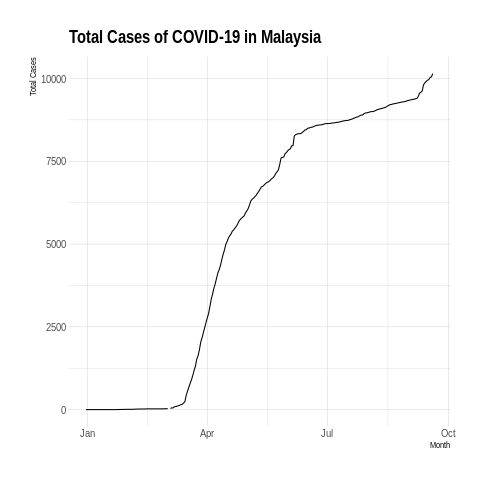 Total Cases of COVID-19 in Malaysia
Total Cases
10000
7500
5000
2500
0
Jan Apr Jul Oct
Month